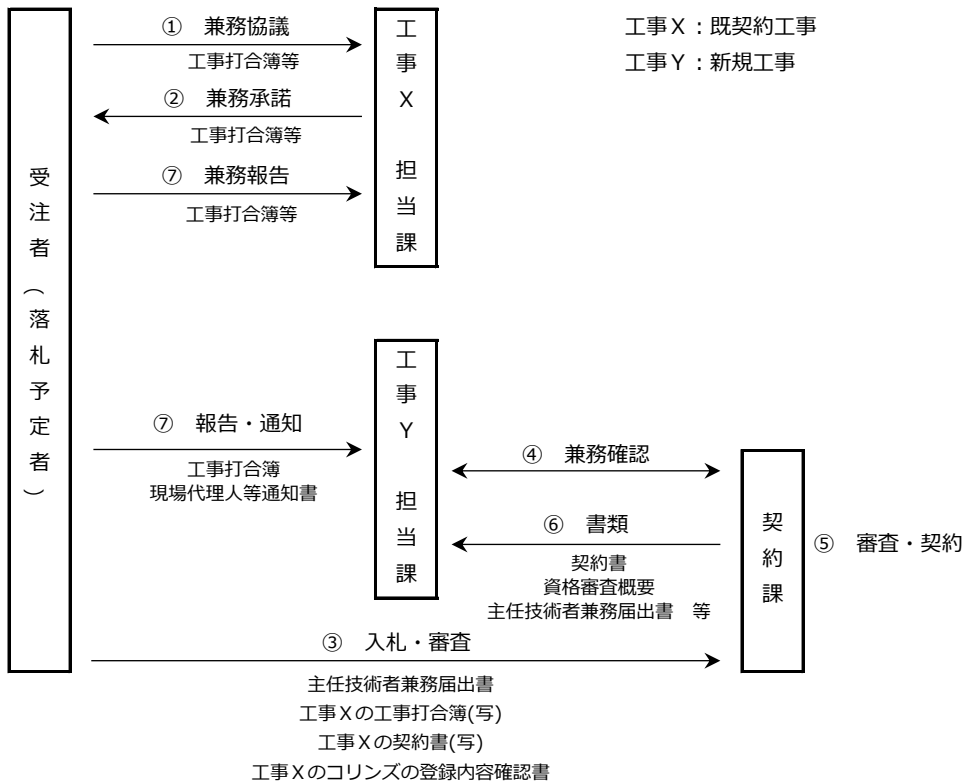 工事X：既契約工事
工事Y：新規工事
受注者（落札予定者）
① 兼務協議
工事打合簿等
② 兼務承諾
工事打合簿等
⑦ 兼務報告
工事打合簿等
工事X 担当課
⑦ 報告・通知
工事打合簿
現場代理人等通知書
工事Y 担当課
④ 兼務確認
⑥ 書類
契約書
資格審査概要
主任技術者兼務届出書 等
契約課
⑤ 審査・契約
③ 入札・審査
主任技術者兼務届出書
工事Xの工事打合簿(写)
工事Xの契約書(写)
工事Xのコリンズの登録内容確認書